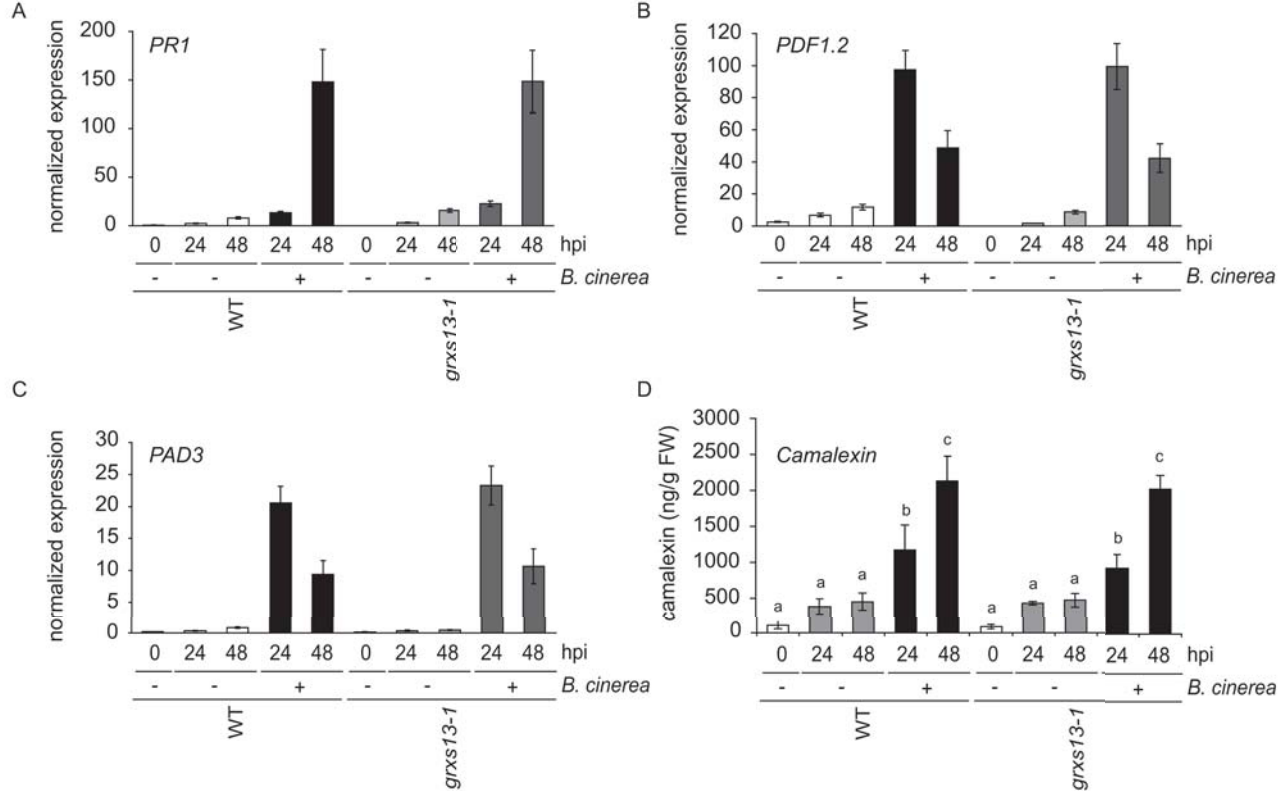 A
PR1
normalized expression
200
150
100
50
0
0 24 48 24 48 0 24 48 24 48 hpi
- - + - - + B. cinerea
WT grxs13-1
B
PDF1.2
normalized expression
120
100
80
60
40
20
0
0 24 48 24 48 0 24 48 24 48 hpi
- - + - - + B. cinerea
WT grxs13-1
C
PAD3
normalized expression
30
25
20
15
10
5
0
0 24 48 24 48 0 24 48 24 48 hpi
- - + - - + B. cinerea
WT grxs13-1
D
Camalexin
camalexin (ng/g FW)
3000
2500
2000
1500
1000
500
0
a a a b c a a a b c
0 24 48 24 48 0 24 48 24 48 hpi
- - + - - + B. cinerea
WT grxs13-1